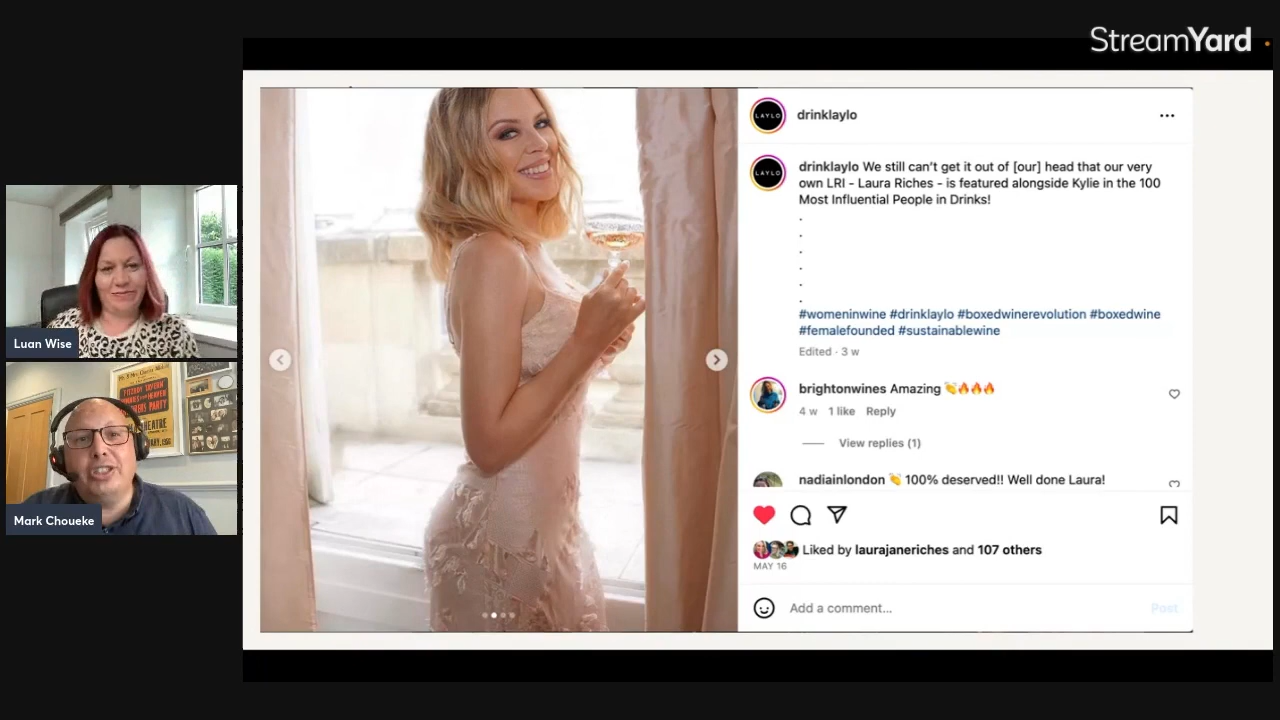 StreamYard
LAYLO
drinklaylo
LAYLO
drinklaylo We still can't get it out of [our] head that our very
own LRI - Laura Riches - is featured alongside Kylie in the 100
Most Influential People in Drinks!
.
.
.
.
.
.
#womeninwine #drinklaylo #boxedwinerevolution #boxedwine
#femalefounded #sustainablewine
Edited · 3 w
brightonwines Amazing 👏🔥🔥🔥
4 w 1 like Reply
View replies (1)
nadiainlondon 👏 100% deserved!! Well done Laura!
Liked by laurajaneriches and 107 others
MAY 16
Add a comment...
Post
Luan Wise
Mark Choueke